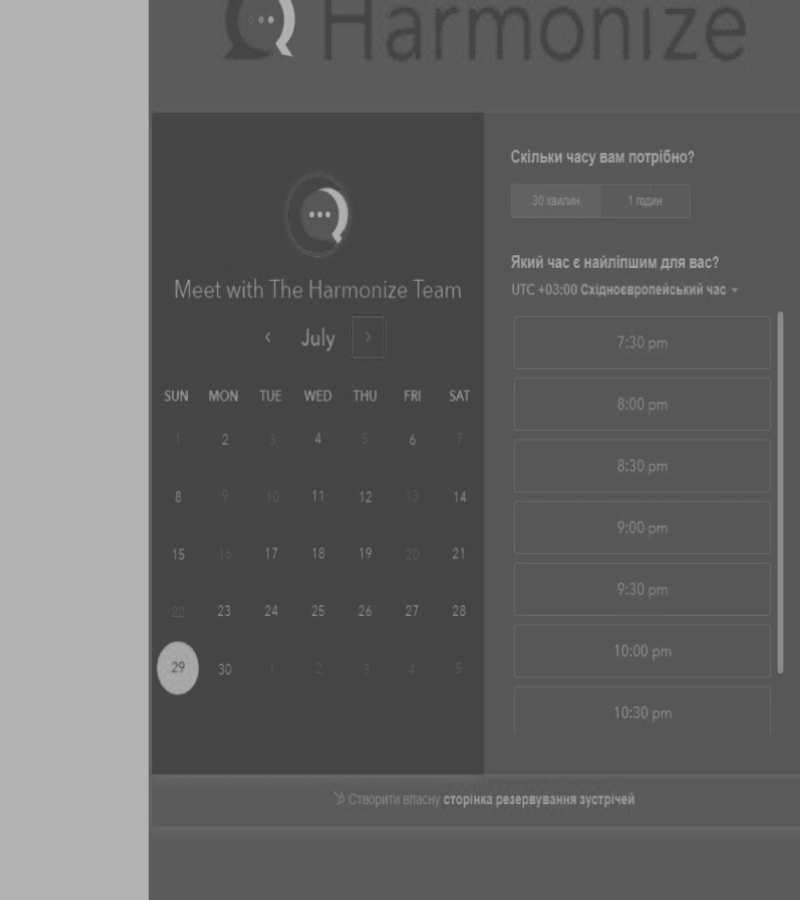 Harmonize
Meet with The Harmonize Team
July
SUN MON TUE WED THU FRI SAT
1 2 3 4 5 6 7
8 9 10 11 12 13 14
15 16 17 18 19 20 21
22 23 24 25 26 27 28
29 30 1 2 3 4 5
Скільки часу вам потрібно?
30 хвилин 1 годин
Який час є найліпшим для вас?
UTC +03:00 Східноєвропейський час
7:30 pm
8:00 pm
8:30 pm
9:00 pm
9:30 pm
10:00 pm
10:30 pm
Створити власну сторінка резервування зустрічей